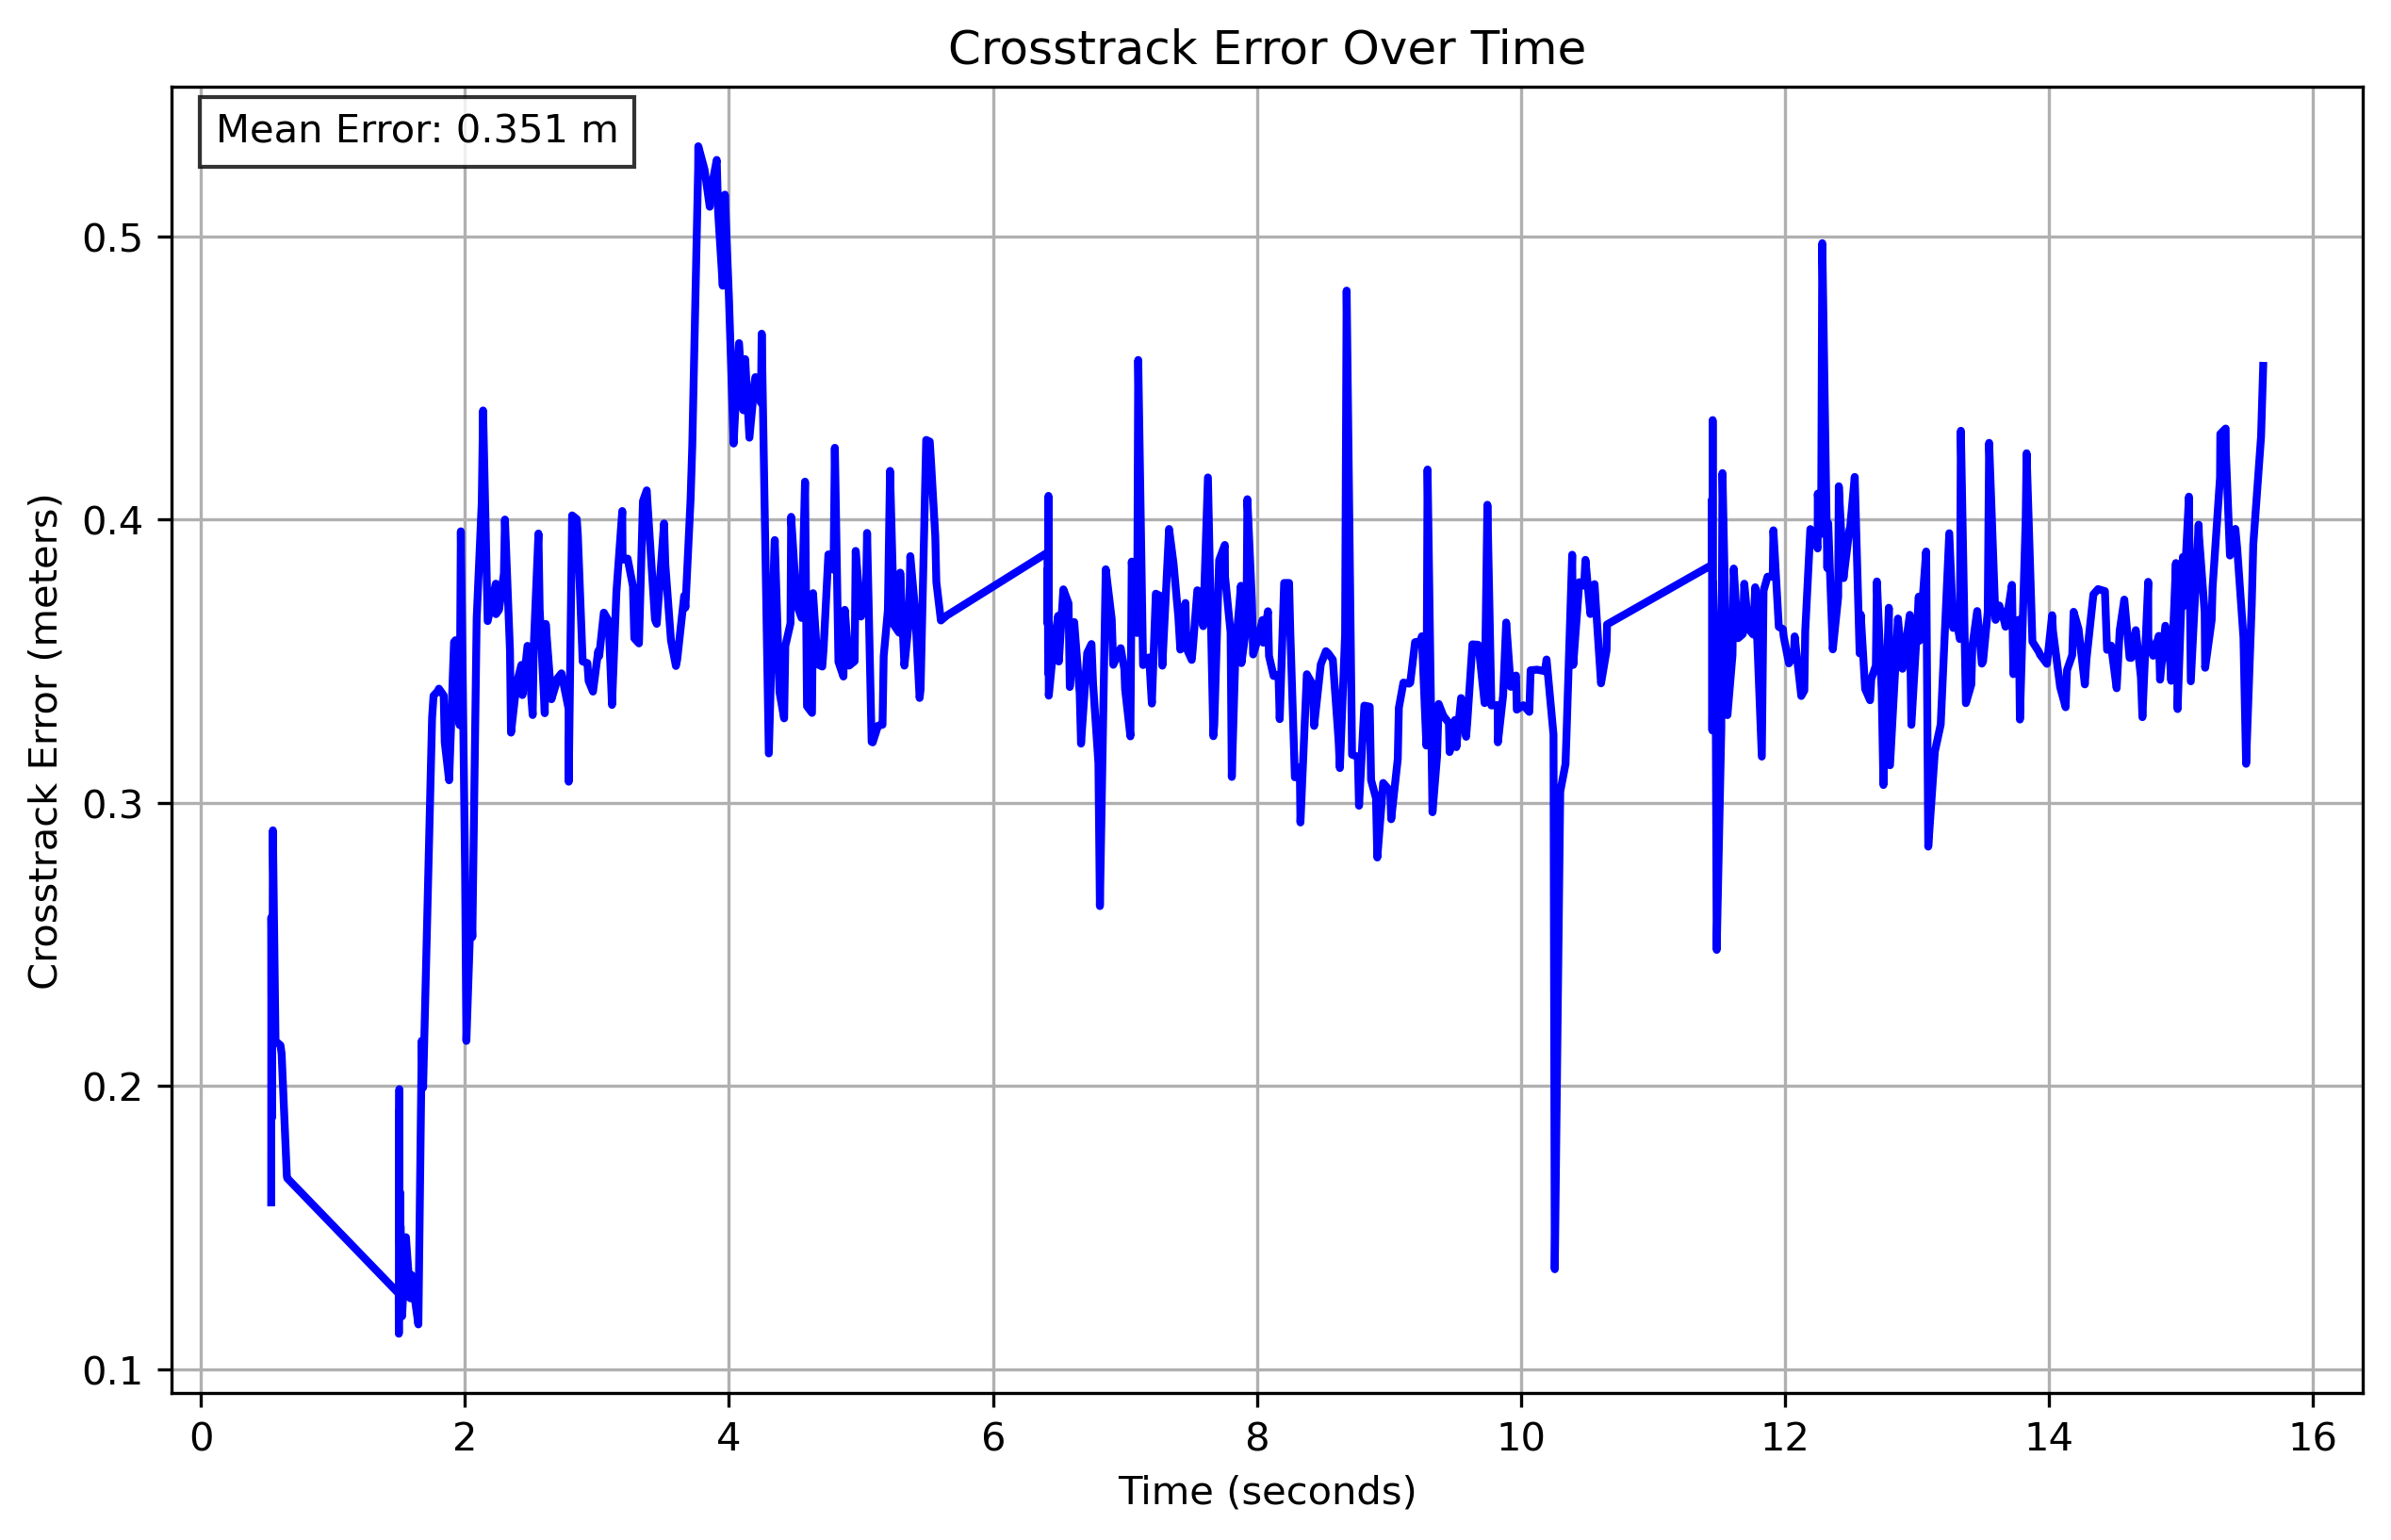 Crosstrack Error Over Time
Mean Error: 0.351 m
Crosstrack Error (meters)
0.5
0.4
0.3
0.2
0.1
0 2 4 6 8 10 12 14 16
Time (seconds)